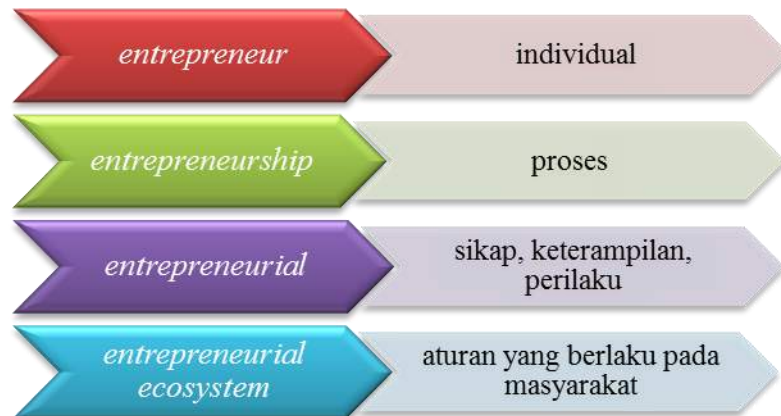 entrepreneur
individual
entrepreneurship
proses
entrepreneurial
sikap, keterampilan,
perilaku
entrepreneurial
ecosystem
aturan yang berlaku pada
masyarakat